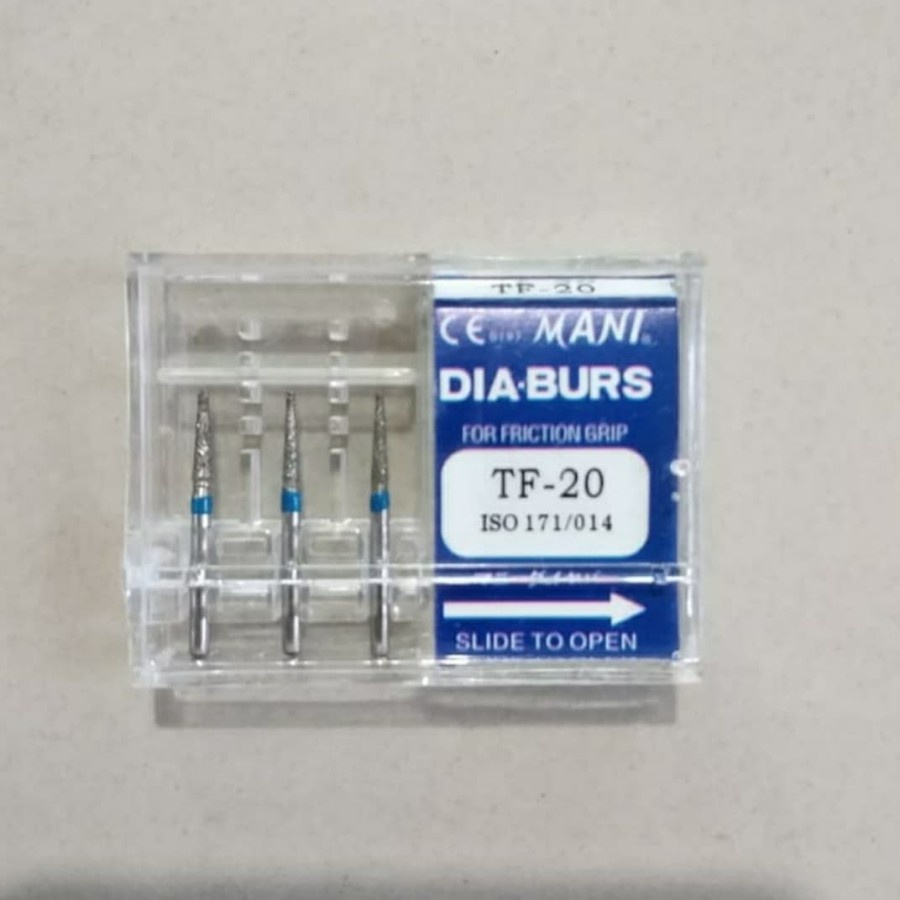 TF-20
CE MANI
DIA·BURS
FOR FRICTION GRIP
TF-20
ISO 171/014
SLIDE TO OPEN